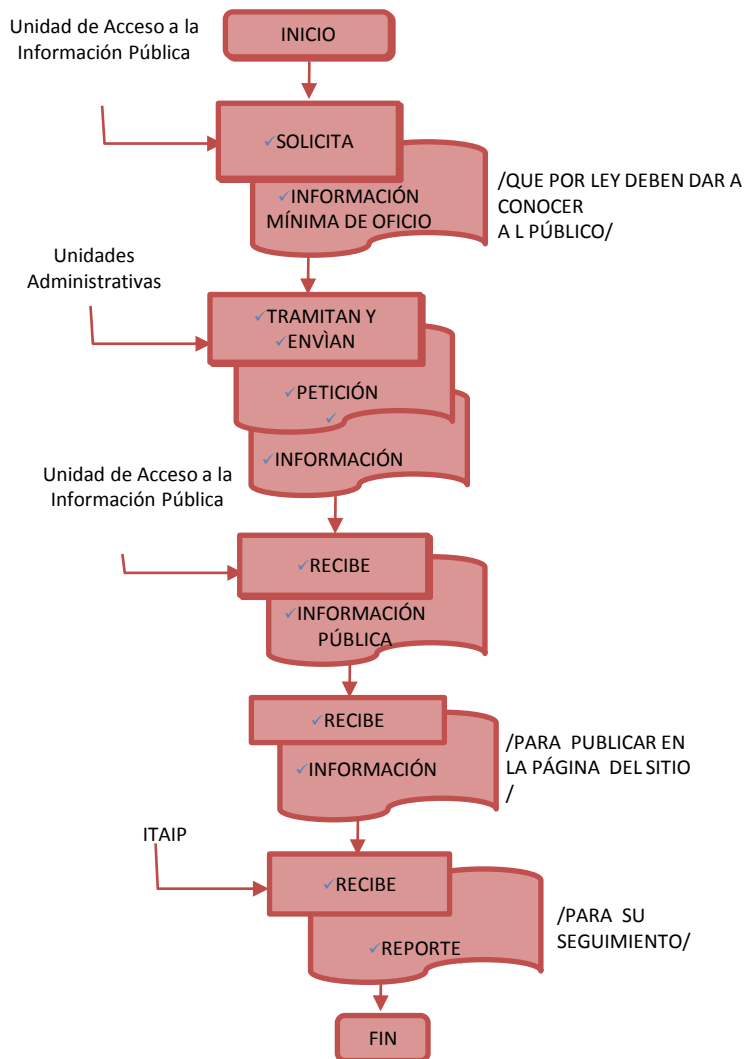 Unidad de Acceso a la
Información Pública
INICIO
✓SOLICITA
✓INFORMACIÓN
MÍNIMA DE OFICIO
/QUE POR LEY DEBEN DAR A
CONOCER
A L PÚBLICO/
Unidades
Administrativas
✓TRAMITAN Y
✓ENVÌAN
✓PETICIÓN
✓
✓INFORMACIÓN
Unidad de Acceso a la
Información Pública
✓RECIBE
✓INFORMACIÓN
PÚBLICA
✓RECIBE
✓INFORMACIÓN
/PARA PUBLICAR EN
LA PÁGINA DEL SITIO
/
ITAIP
✓RECIBE
✓REPORTE
/PARA SU
SEGUIMIENTO/
FIN